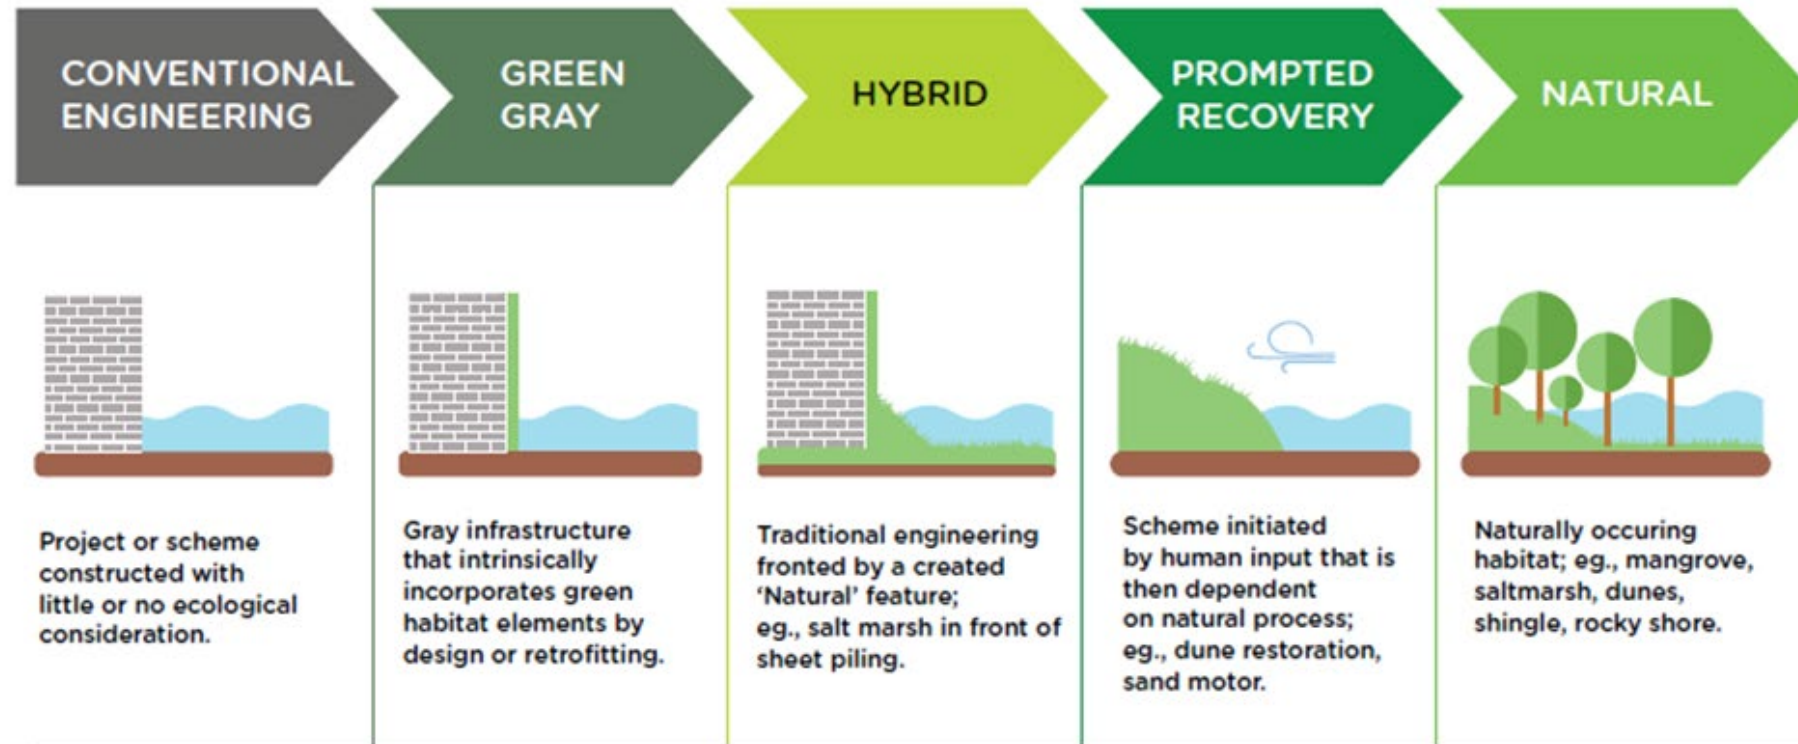 CONVENTIONAL
ENGINEERING
GREEN
GRAY
HYBRID
PROMPTED
RECOVERY
NATURAL
Project or scheme
constructed with
little or no ecological
consideration.
Gray infrastructure
that intrinsically
incorporates green
habitat elements by
design or retrofitting.
Traditional engineering
fronted by a created
‘Natural’ feature;
eg., salt marsh in front of
sheet piling.
Scheme initiated
by human input that is
then dependent
on natural process;
eg., dune restoration,
sand motor.
Naturally occuring
habitat; eg., mangrove,
saltmarsh, dunes,
shingle, rocky shore.